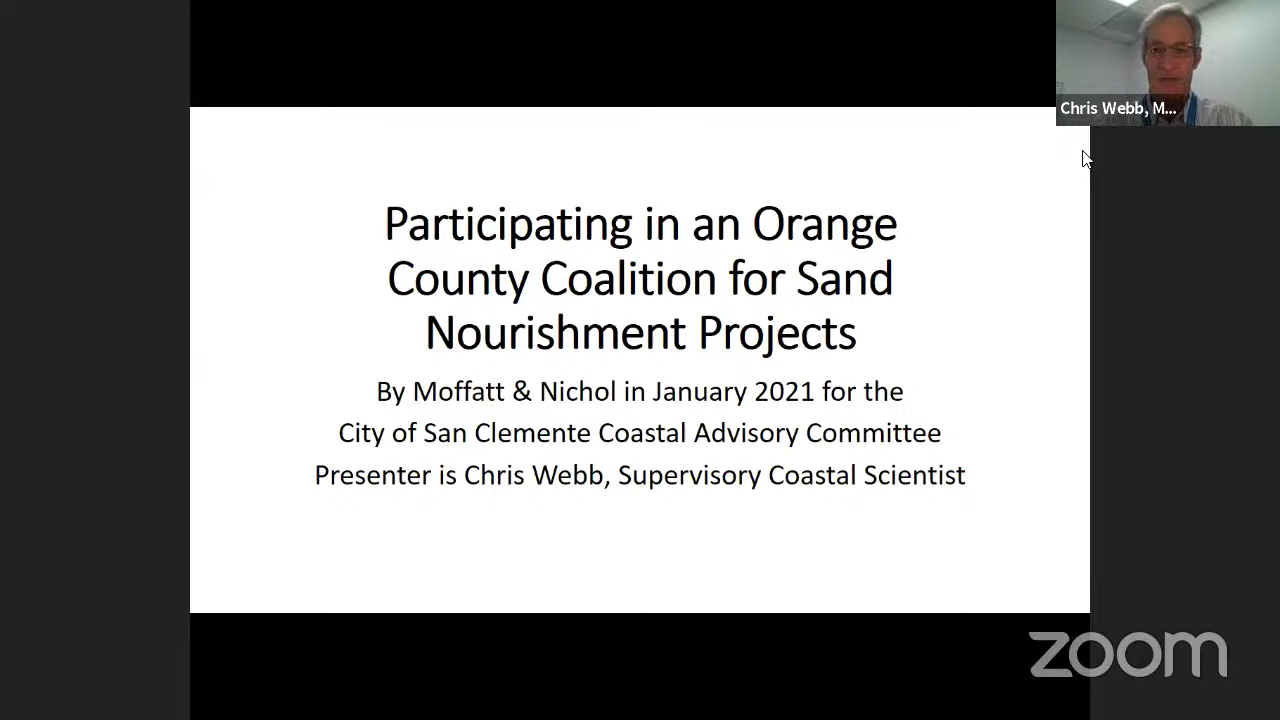 Chris Webb, M...
Participating in an Orange
County Coalition for Sand
Nourishment Projects
By Moffatt & Nichol in January 2021 for the
City of San Clemente Coastal Advisory Committee
Presenter is Chris Webb, Supervisory Coastal Scientist
zoom